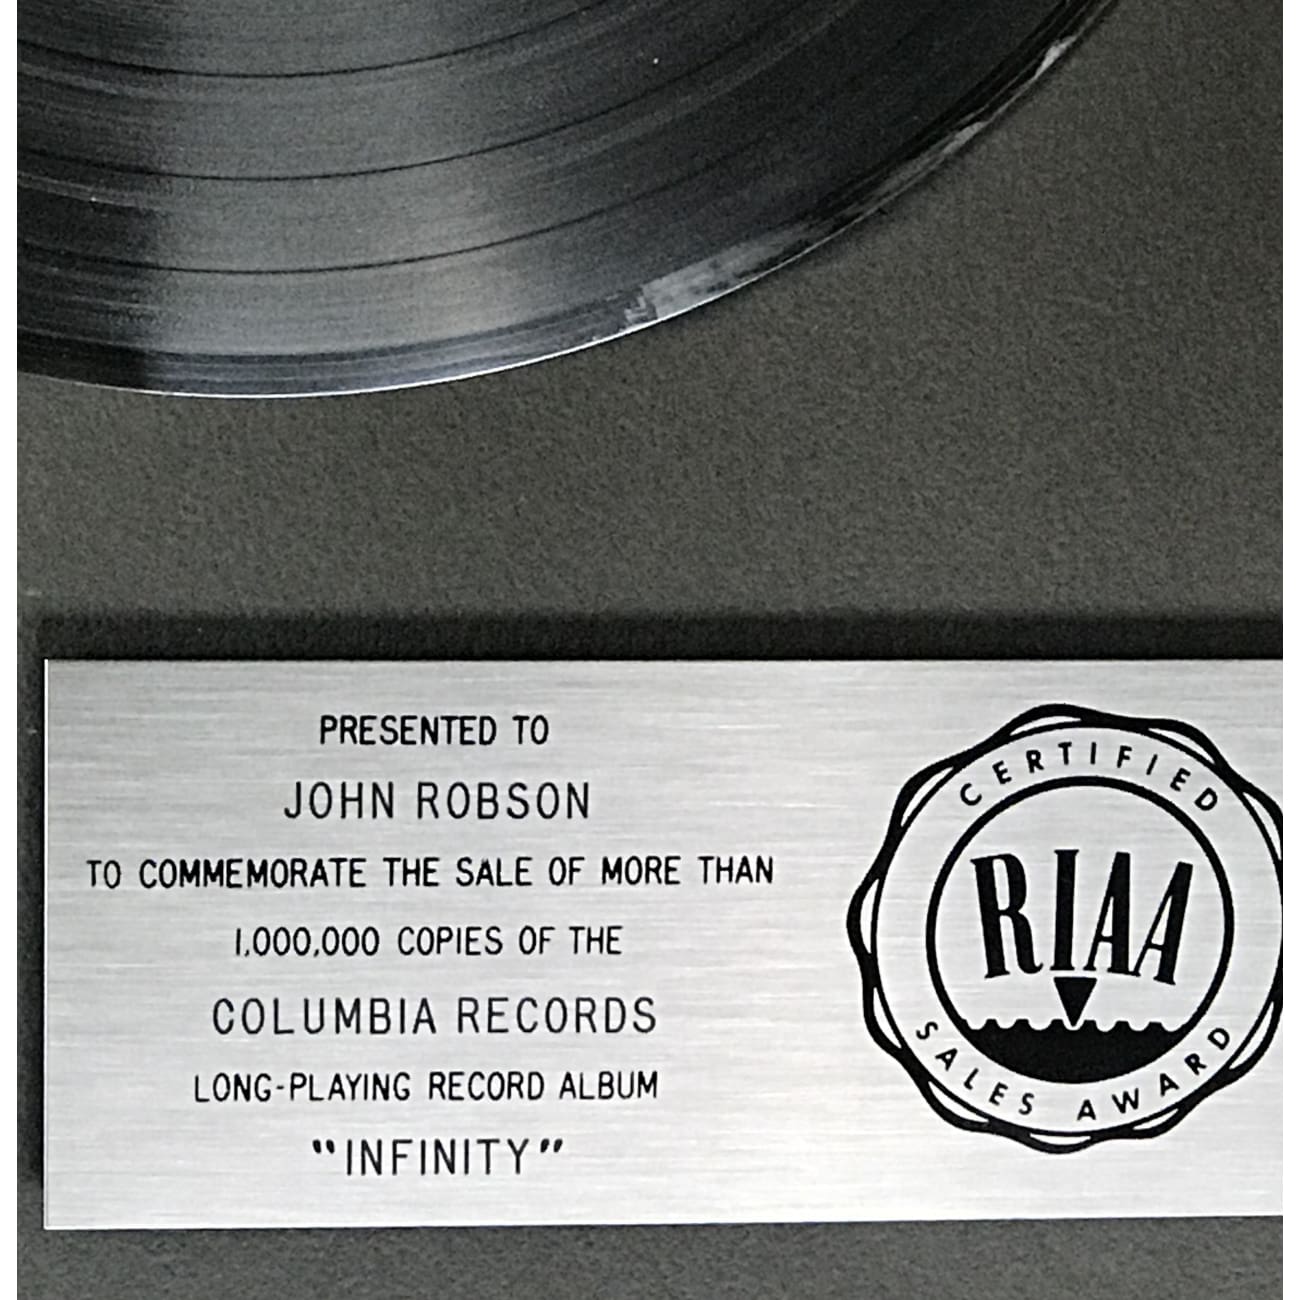 PRESENTED TO
JOHN ROBSON
TO COMMEMORATE THE SALE OF MORE THAN
1,000,000 COPIES OF THE
COLUMBIA RECORDS
LONG-PLAYING RECORD ALBUM
"INFINITY"
CERTIFIED
RIAA
SALES AWARD